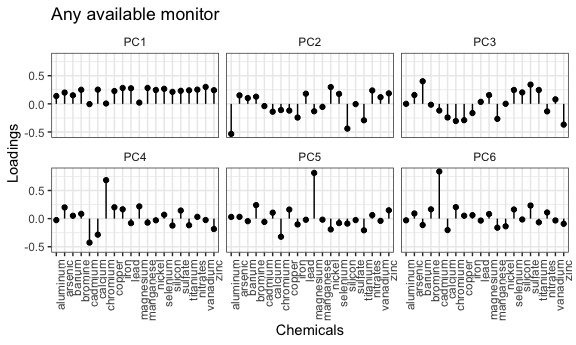 Any available monitor
PC1
PC2
PC3
0.5
0.0
-0.5
Loadings
PC4
PC5
PC6
0.5
0.0
-0.5
aluminum
arsenic
barium
bromine
cadmium
calcium
chromium
copper
iron
lead
magnesium
manganese
nickel
selenium
silicon
sulfate
titanium
nitrates
vanadium
zinc
aluminum
arsenic
barium
bromine
cadmium
calcium
chromium
copper
iron
lead
magnesium
manganese
nickel
selenium
silicon
sulfate
titanium
nitrates
vanadium
zinc
aluminum
arsenic
barium
bromine
cadmium
calcium
chromium
copper
iron
lead
magnesium
manganese
nickel
selenium
silicon
sulfate
titanium
nitrates
vanadium
zinc
Chemicals